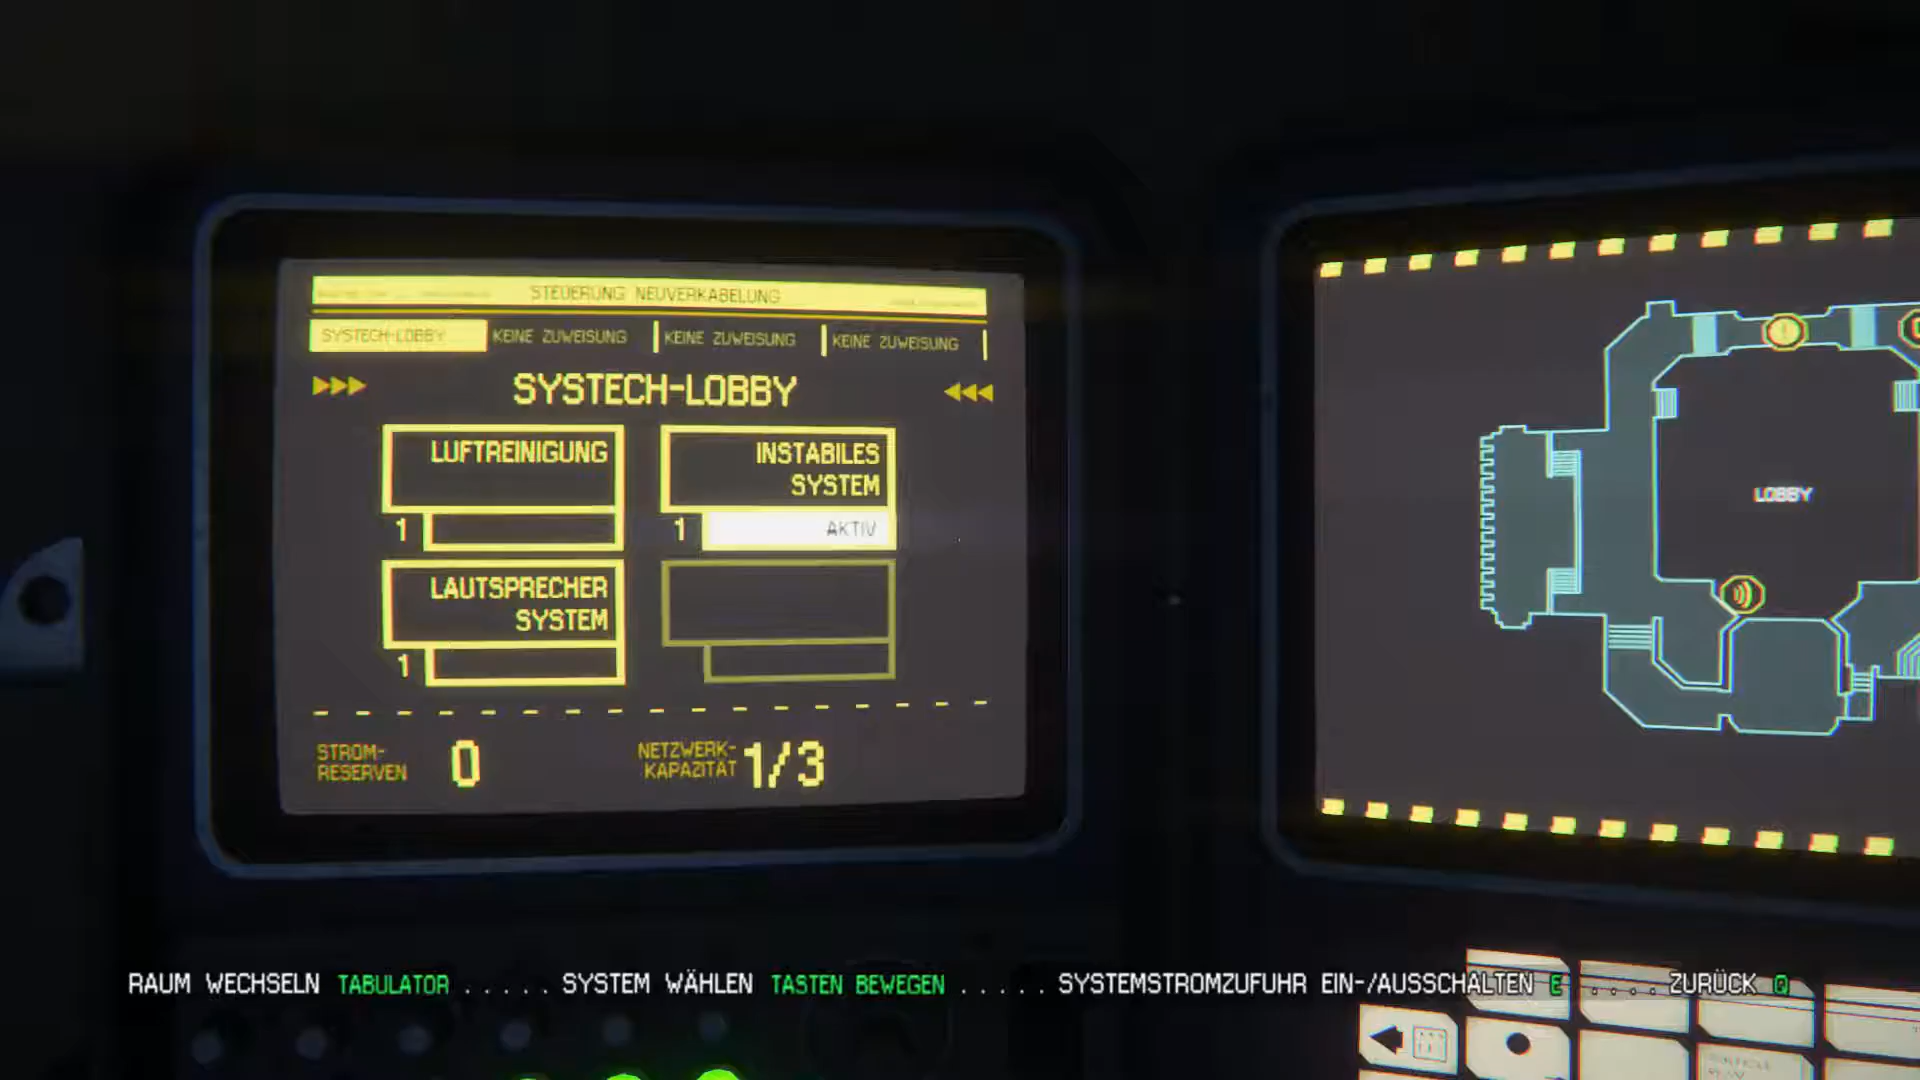 STEUERUNG NEUVERKABELUNG
SYSTECH-LOBBY KEINE ZUWEISUNG KEINE ZUWEISUNG KEINE ZUWEISUNG
SYSTECH-LOBBY
LUFTREINIGUNG
1
INSTABILES
SYSTEM
1 AKTIV
LAUTSPRECHER
SYSTEM
1
STROM-
RESERVEN 0
NETZWERK-
KAPAZITÄT 1/3
LOBBY
RAUM WECHSELN TABULATOR ..... SYSTEM WÄHLEN TASTEN BEWEGEN ..... SYSTEMSTROMZUFUHR EIN-/AUSSCHALTEN E ..... ZURÜCK Q